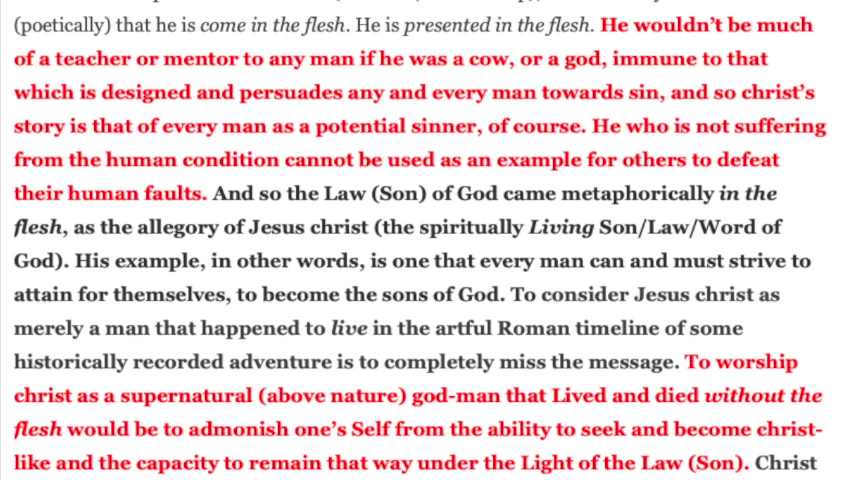 (poetically) that he is come in the flesh. He is presented in the flesh. He wouldn’t be much
of a teacher or mentor to any man if he was a cow, or a god, immune to that
which is designed and persuades any and every man towards sin, and so christ’s
story is that of every man as a potential sinner, of course. He who is not suffering
from the human condition cannot be used as an example for others to defeat
their human faults. And so the Law (Son) of God came metaphorically in the
flesh, as the allegory of Jesus christ (the spiritually Living Son/Law/Word of
God). His example, in other words, is one that every man can and must strive to
attain for themselves, to become the sons of God. To consider Jesus christ as
merely a man that happened to live in the artful Roman timeline of some
historically recorded adventure is to completely miss the message. To worship
christ as a supernatural (above nature) god-man that Lived and died without the
flesh would be to admonish one’s Self from the ability to seek and become christ-
like and the capacity to remain that way under the Light of the Law (Son). Christ